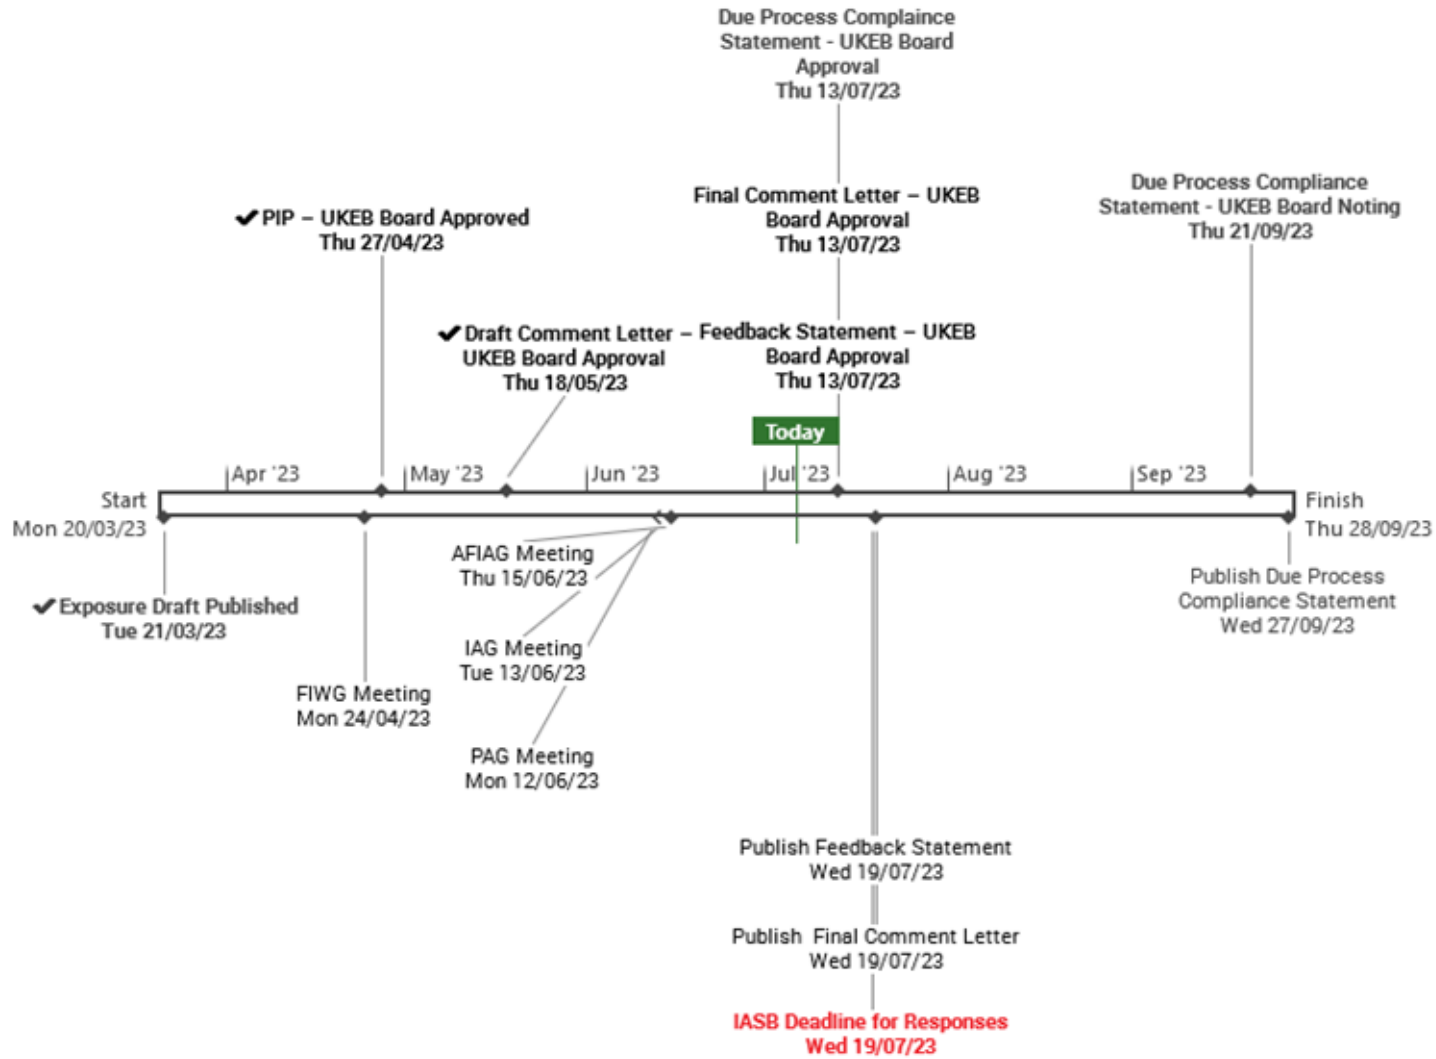 Due Process Complaince
Statement - UKEB Board
Approval
Thu 13/07/23
Final Comment Letter – UKEB
Board Approval
Thu 13/07/23
Due Process Compliance
Statement - UKEB Board Noting
Thu 21/09/23
✔PIP – UKEB Board Approved
Thu 27/04/23
✔Draft Comment Letter –
UKEB Board Approval
Thu 18/05/23
Feedback Statement – UKEB
Board Approval
Thu 13/07/23
Today
Apr '23
May '23
Jun '23
Jul '23
Aug '23
Sep '23
Start
Mon 20/03/23
Finish
Thu 28/09/23
✔Exposure Draft Published
Tue 21/03/23
FIWG Meeting
Mon 24/04/23
AFIAG Meeting
Thu 15/06/23
IAG Meeting
Tue 13/06/23
PAG Meeting
Mon 12/06/23
Publish Due Process
Compliance Statement
Wed 27/09/23
Publish Feedback Statement
Wed 19/07/23
Publish Final Comment Letter
Wed 19/07/23
IASB Deadline for Responses
Wed 19/07/23